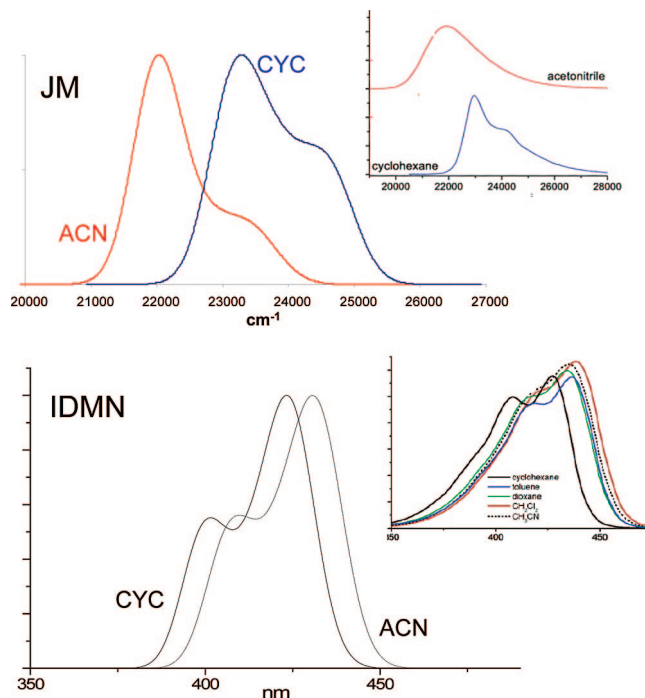 JM
CYC
ACN
20000 21000 22000 23000 24000 25000 26000 27000
cm-1
acetonitrile
cyclohexane
20000 22000 24000 26000 28000
IDMN
CYC
ACN
350 400 450
nm
cyclohexane
toluene
dioxane
CH2Cl2
CH3CN
350 400 450